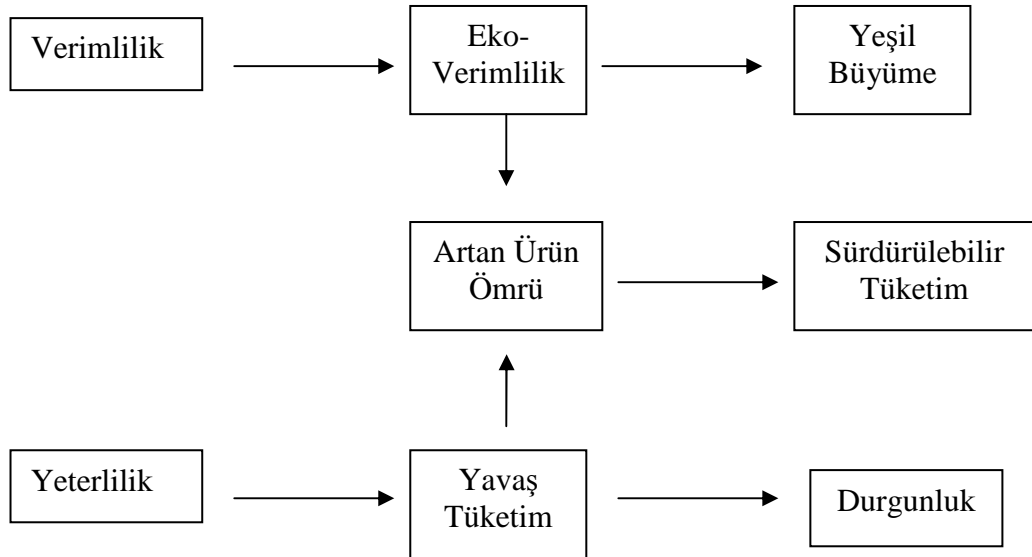 Verimlilik
Eko-
Verimlilik
Yeşil
Büyüme
Artan Ürün
Ömrü
Sürdürülebilir
Tüketim
Yeterlilik
Yavaş
Tüketim
Durgunluk